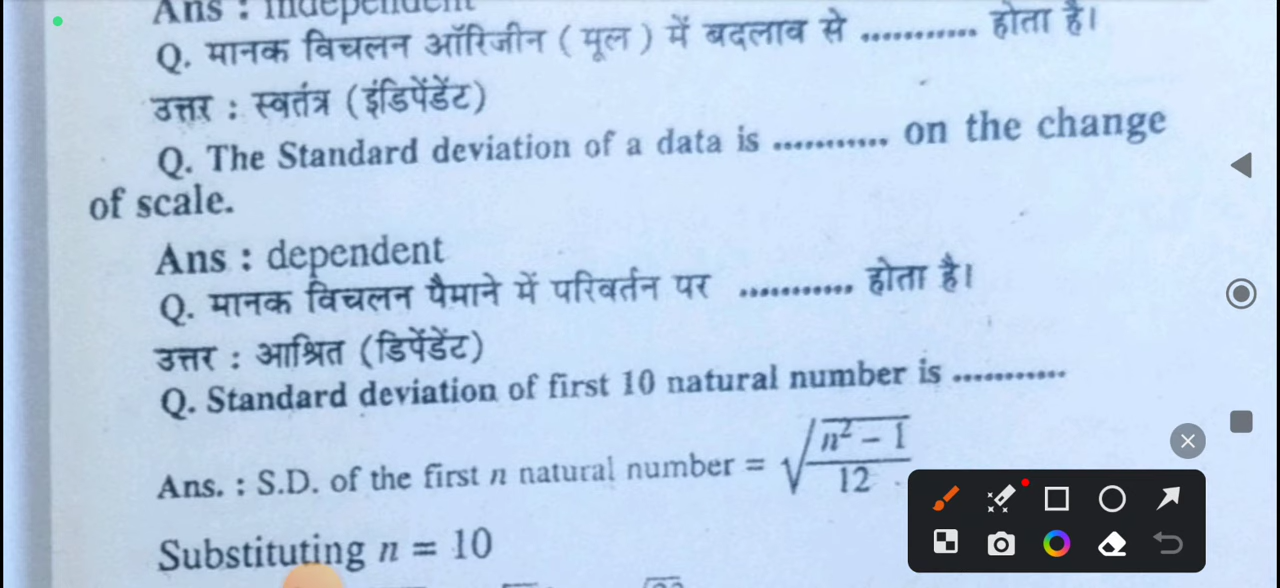 Ans : independent
Q. मानक विचलन ऑरिजीन ( मूल ) में बदलाव से ........... होता है।
उत्तर : स्वतंत्र (इंडिपेंडेंट)
Q. The Standard deviation of a data is ........... on the change
of scale.
Ans : dependent
Q. मानक विचलन पैमाने में परिवर्तन पर ........... होता है।
उत्तर : आश्रित (डिपेंडेंट)
Q. Standard deviation of first 10 natural number is ...........
Ans. : S.D. of the first n natural number = √((n² – 1)/12)
Substituting n = 10